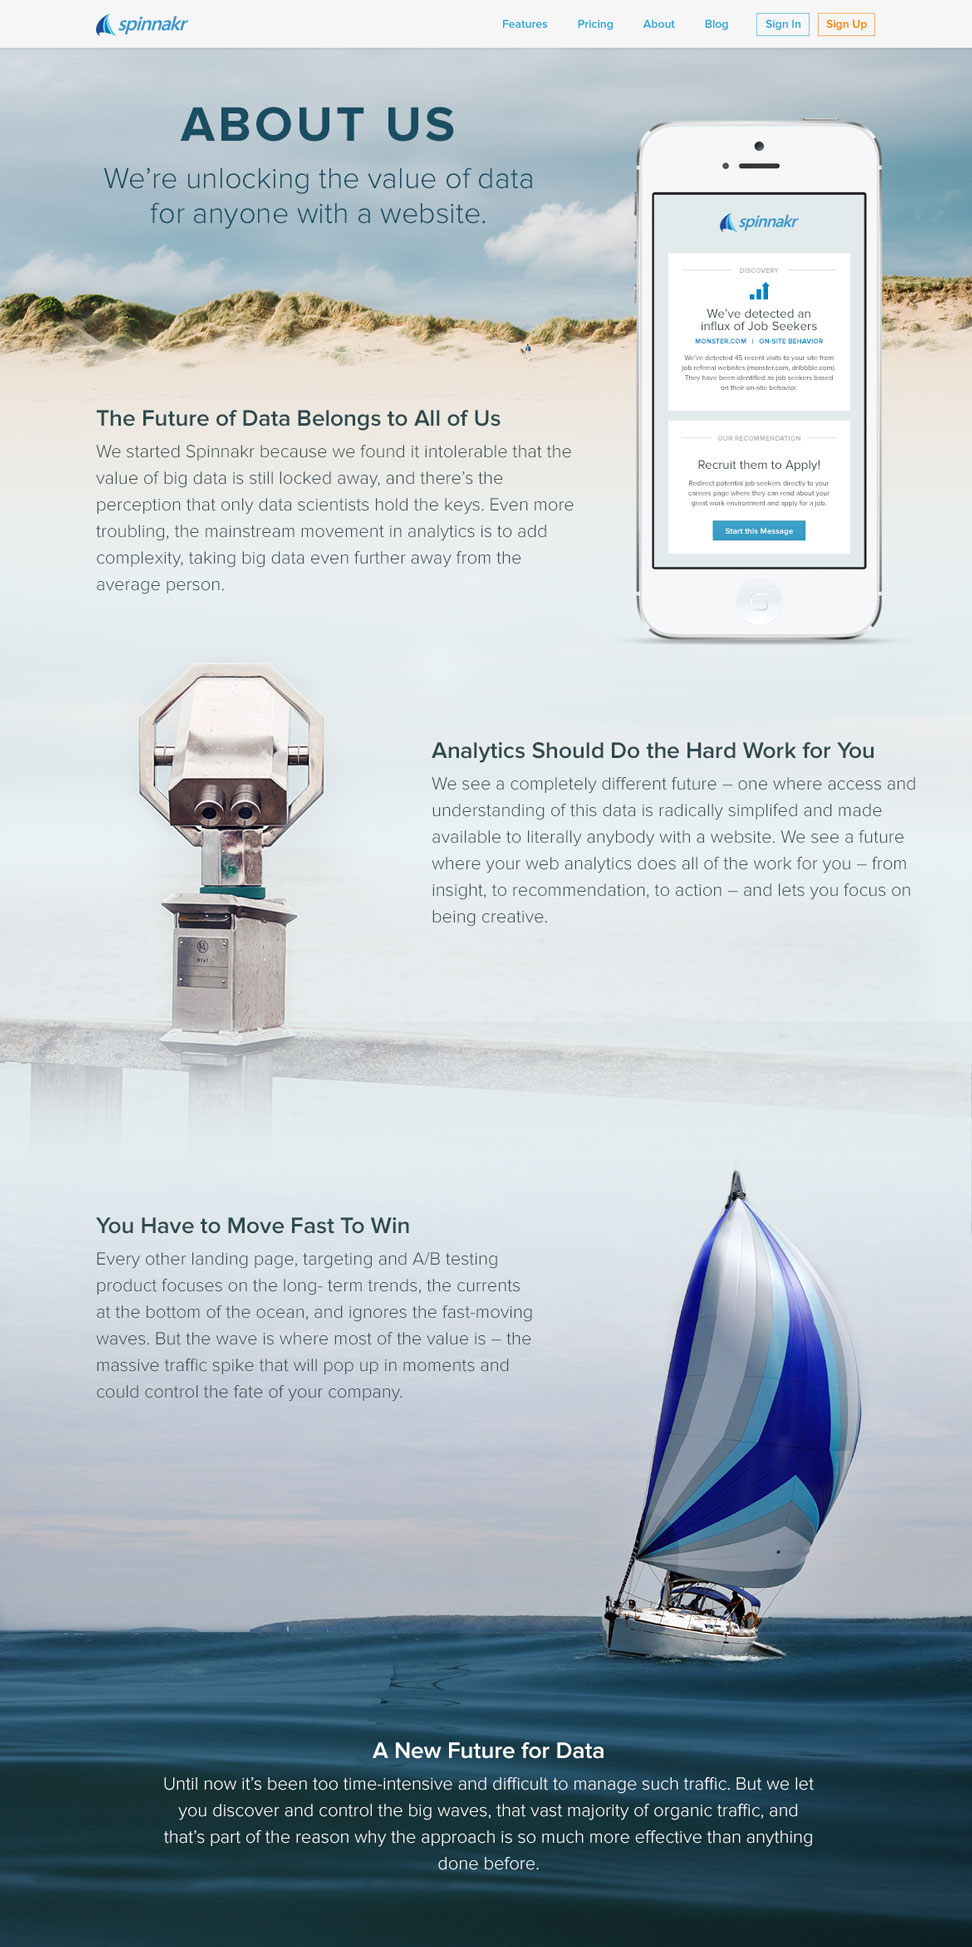 spinnakr
Features Pricing About Blog Sign In Sign Up
ABOUT US
We're unlocking the value of data
for anyone with a website.
spinnakr
DISCOVERY
We've detected an
influx of Job Seekers
MONSTER.COM | ON-SITE BEHAVIOR
We've detected 45 recent visits to your site from
job referral websites (monster.com, dribbble.com).
They have been identified as job seekers based
on their on-site behavior.
OUR RECOMMENDATION
Recruit them to Apply!
Redirect potential job seekers directly to your
careers page where they can read about your
great work environment and apply for a job.
Start this Message
The Future of Data Belongs to All of Us
We started Spinnakr because we found it intolerable that the
value of big data is still locked away, and there's the
perception that only data scientists hold the keys. Even more
troubling, the mainstream movement in analytics is to add
complexity, taking big data even further away from the
average person.
Analytics Should Do the Hard Work for You
We see a completely different future – one where access and
understanding of this data is radically simplifed and made
available to literally anybody with a website. We see a future
where your web analytics does all of the work for you – from
insight, to recommendation, to action – and lets you focus on
being creative.
You Have to Move Fast To Win
Every other landing page, targeting and A/B testing
product focuses on the long- term trends, the currents
at the bottom of the ocean, and ignores the fast-moving
waves. But the wave is where most of the value is – the
massive traffic spike that will pop up in moments and
could control the fate of your company.
A New Future for Data
Until now it's been too time-intensive and difficult to manage such traffic. But we let
you discover and control the big waves, that vast majority of organic traffic, and
that's part of the reason why the approach is so much more effective than anything
done before.